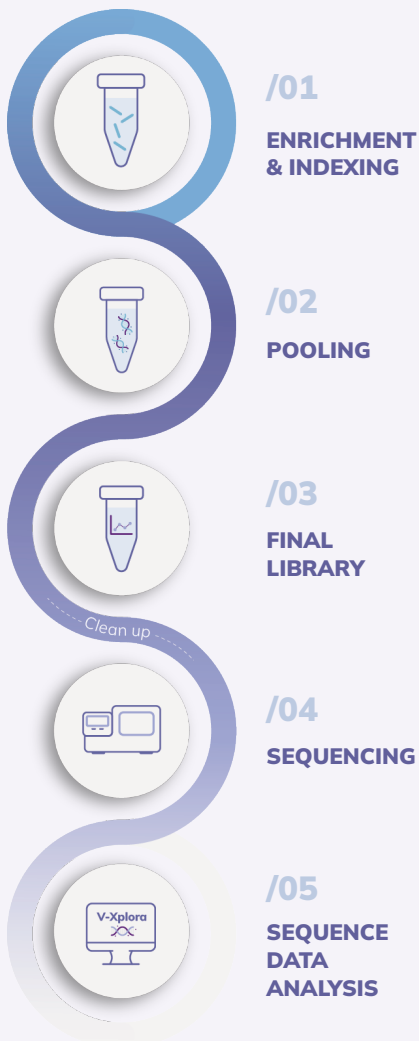 /01
ENRICHMENT
& INDEXING
/02
POOLING
/03
FINAL
LIBRARY
Clean up
/04
SEQUENCING
V-Xplora
/05
SEQUENCE
DATA
ANALYSIS